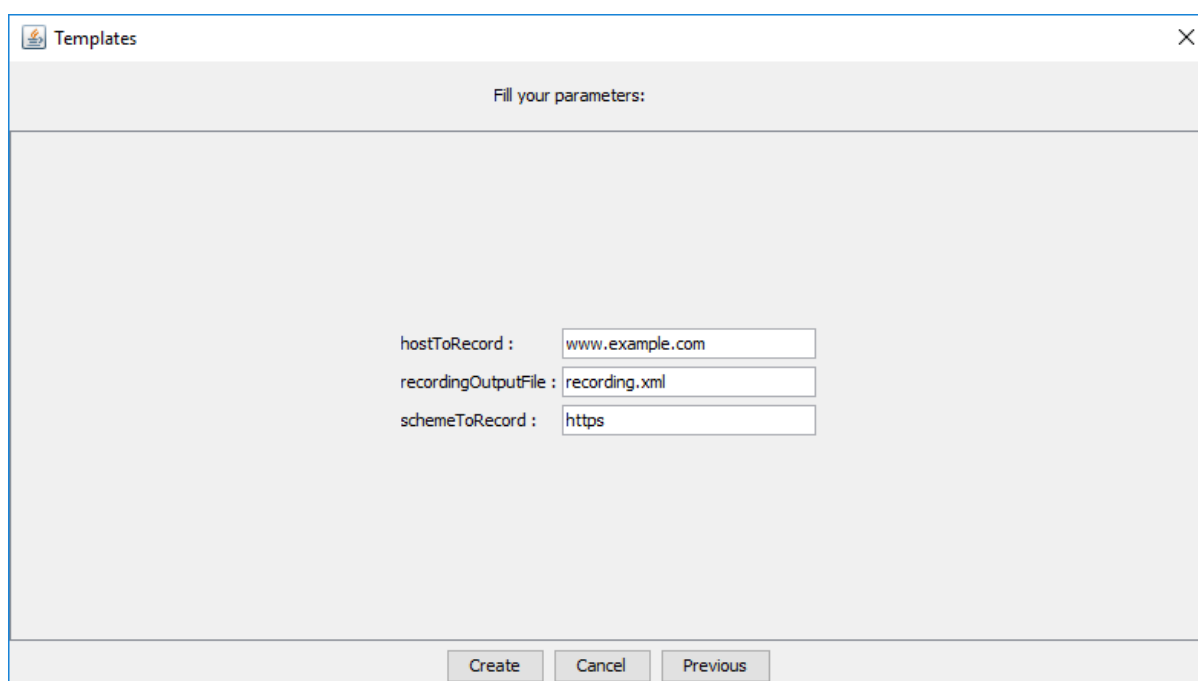 Templates
Fill your parameters:
hostToRecord : www.example.com
recordingOutputFile : recording.xml
schemeToRecord : https
Create Cancel Previous